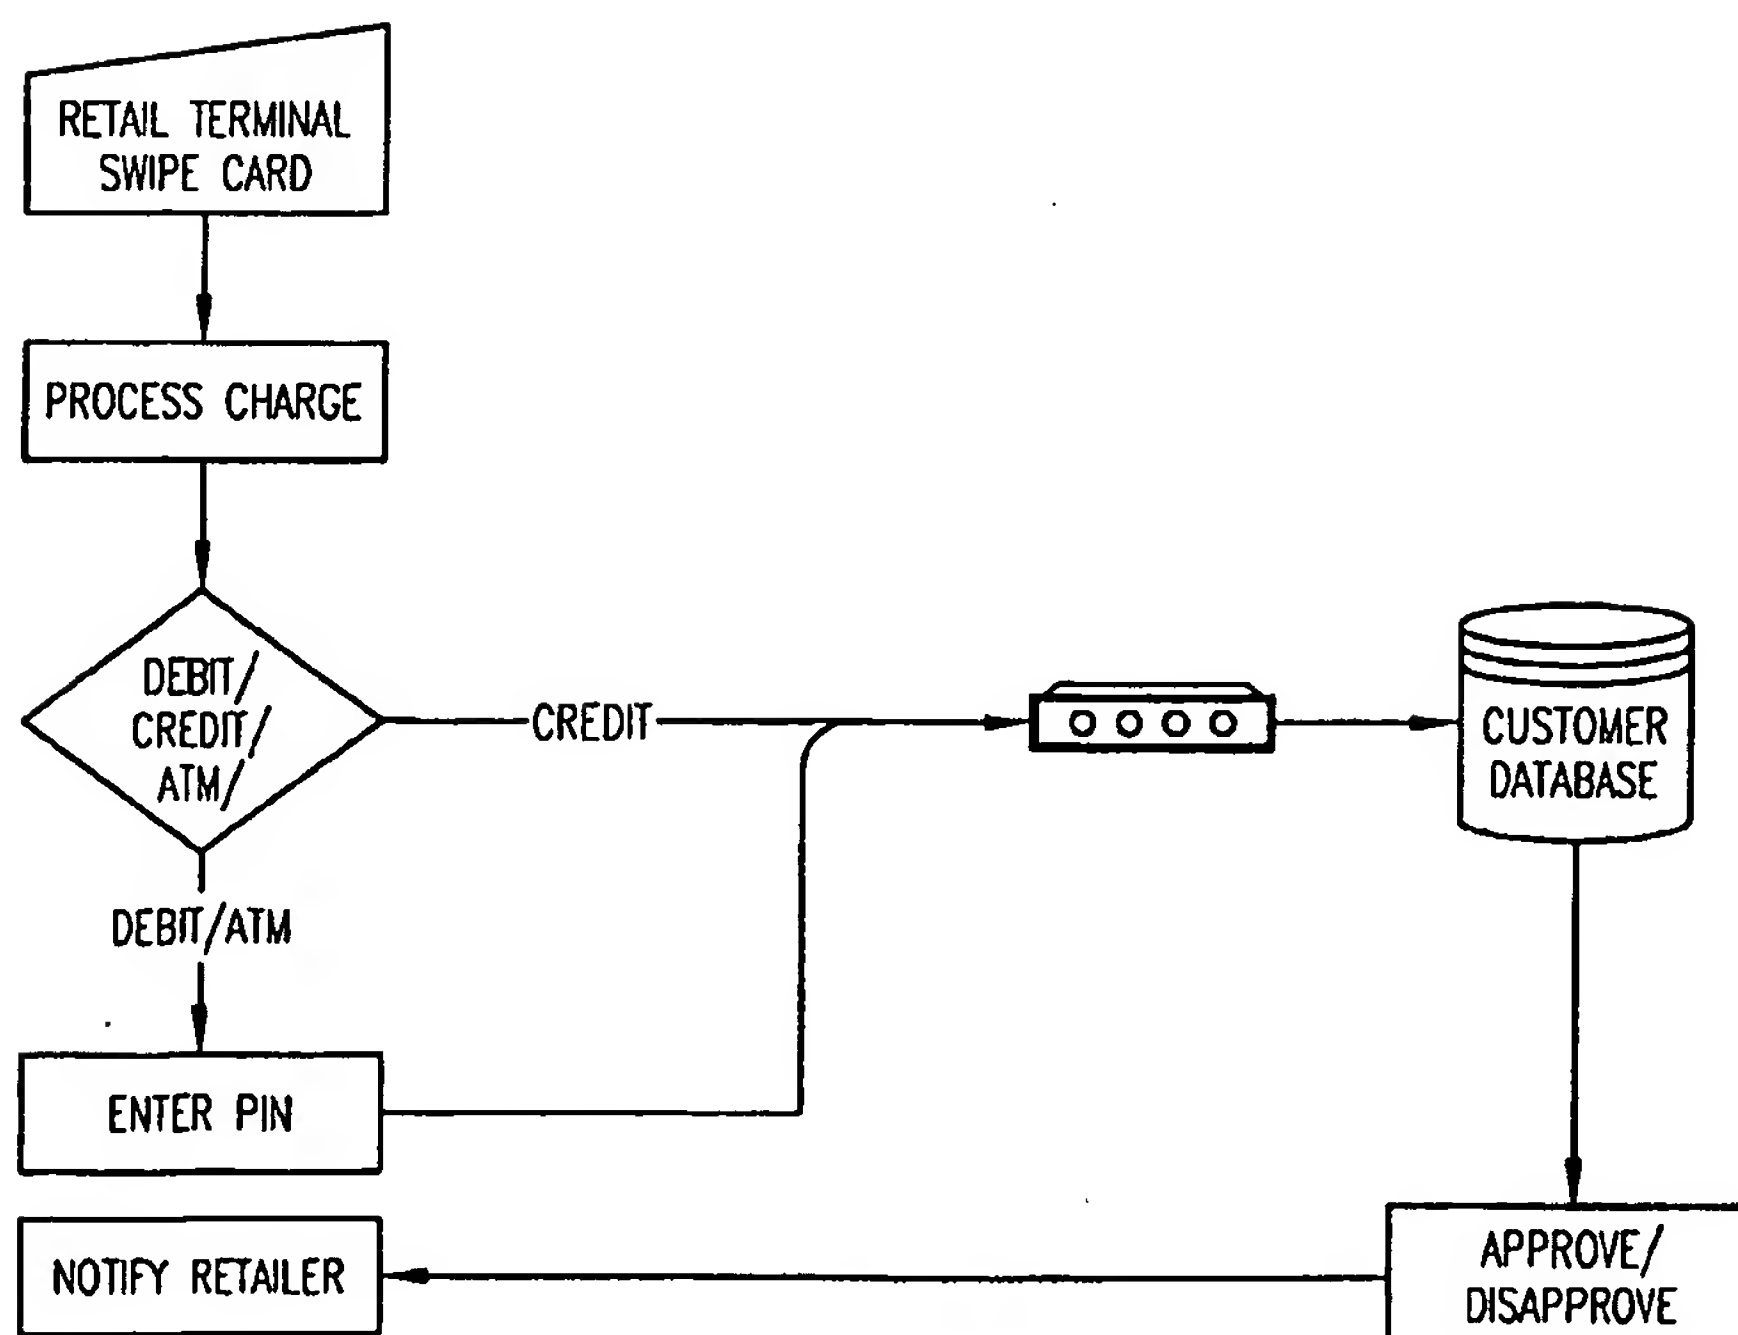 RETAIL TERMINAL
SWIPE CARD
PROCESS CHARGE
DEBIT/
CREDIT/
ATM/
CREDIT
CUSTOMER
DATABASE
DEBIT/ATM
ENTER PIN
NOTIFY RETAILER
APPROVE/
DISAPPROVE